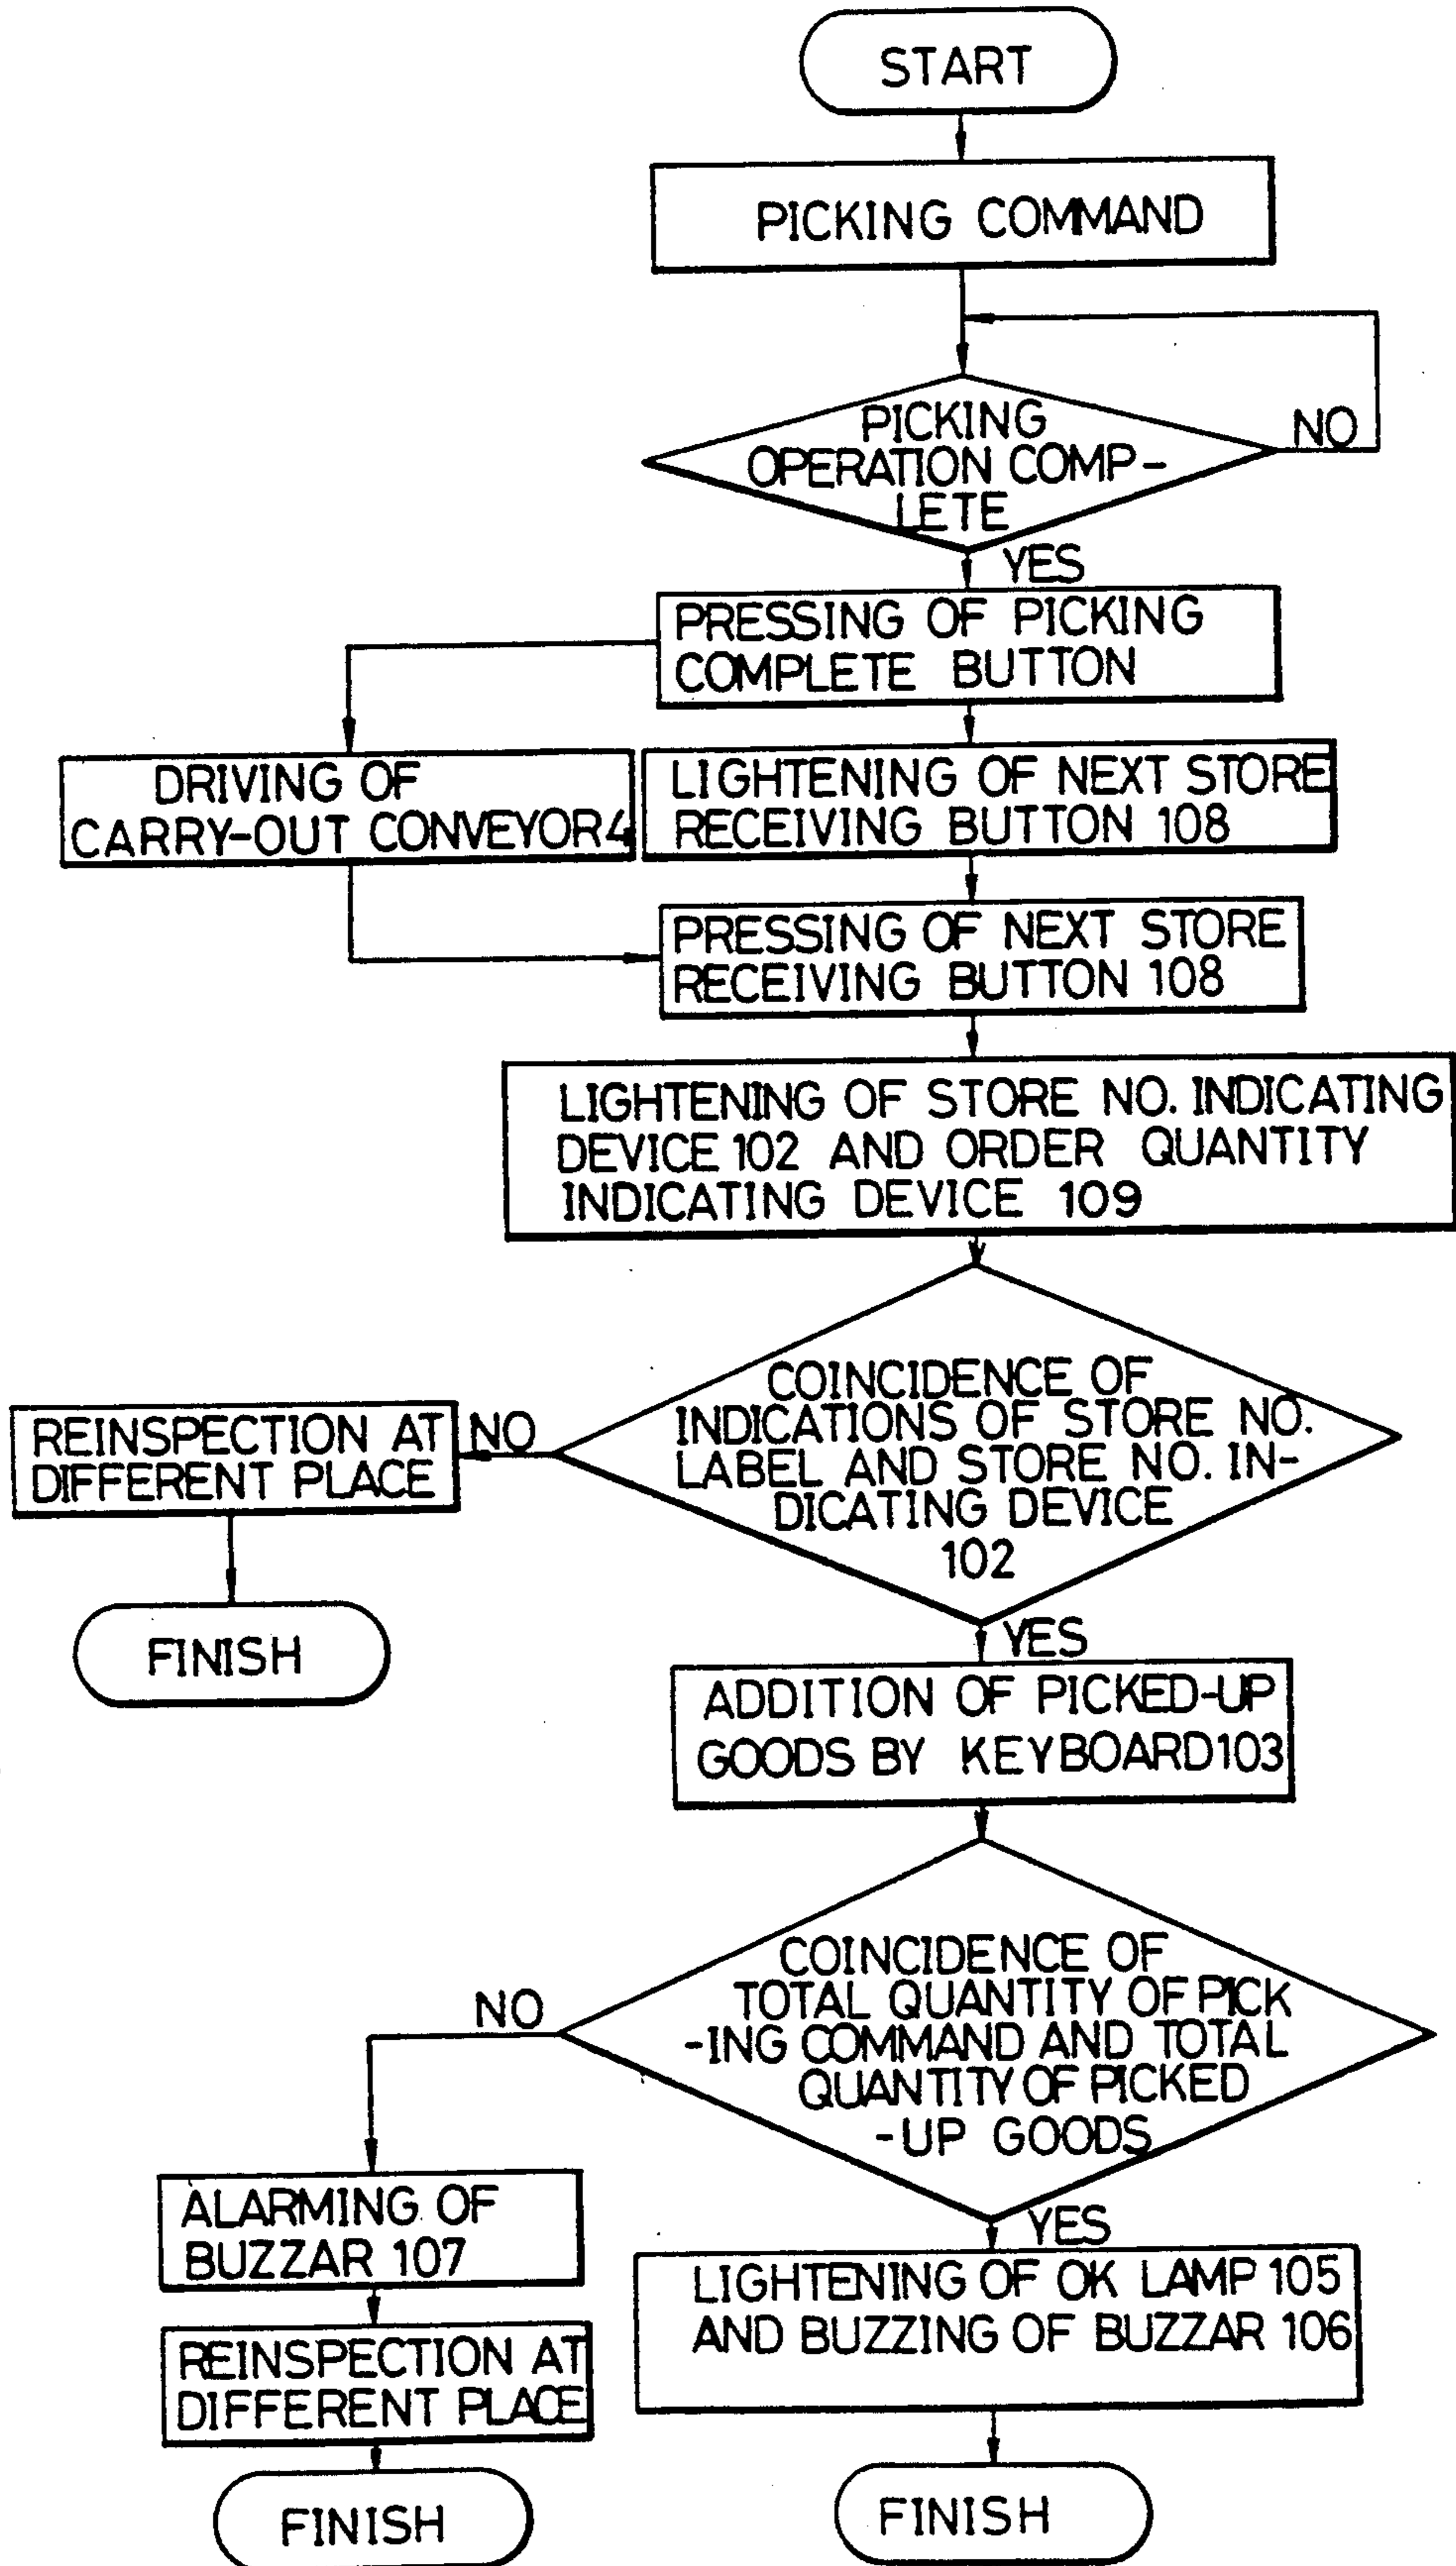 START
PICKING COMMAND
PICKING
OPERATION COMP-
LETE
NO
YES
PRESSING OF PICKING
COMPLETE BUTTON
DRIVING OF
CARRY-OUT CONVEYOR4
LIGHTENING OF NEXT STORE
RECEIVING BUTTON 108
PRESSING OF NEXT STORE
RECEIVING BUTTON 108
LIGHTENING OF STORE NO. INDICATING
DEVICE 102 AND ORDER QUANTITY
INDICATING DEVICE 109
COINCIDENCE OF
INDICATIONS OF STORE NO.
LABEL AND STORE NO. IN-
DICATING DEVICE
102
NO
REINSPECTION AT
DIFFERENT PLACE
FINISH
YES
ADDITION OF PICKED-UP
GOODS BY KEYBOARD103
COINCIDENCE OF
TOTAL QUANTITY OF PICK
-ING COMMAND AND TOTAL
QUANTITY OF PICKED
-UP GOODS
NO
ALARMING OF
BUZZAR 107
REINSPECTION AT
DIFFERENT PLACE
FINISH
YES
LIGHTENING OF OK LAMP 105
AND BUZZING OF BUZZAR 106
FINISH